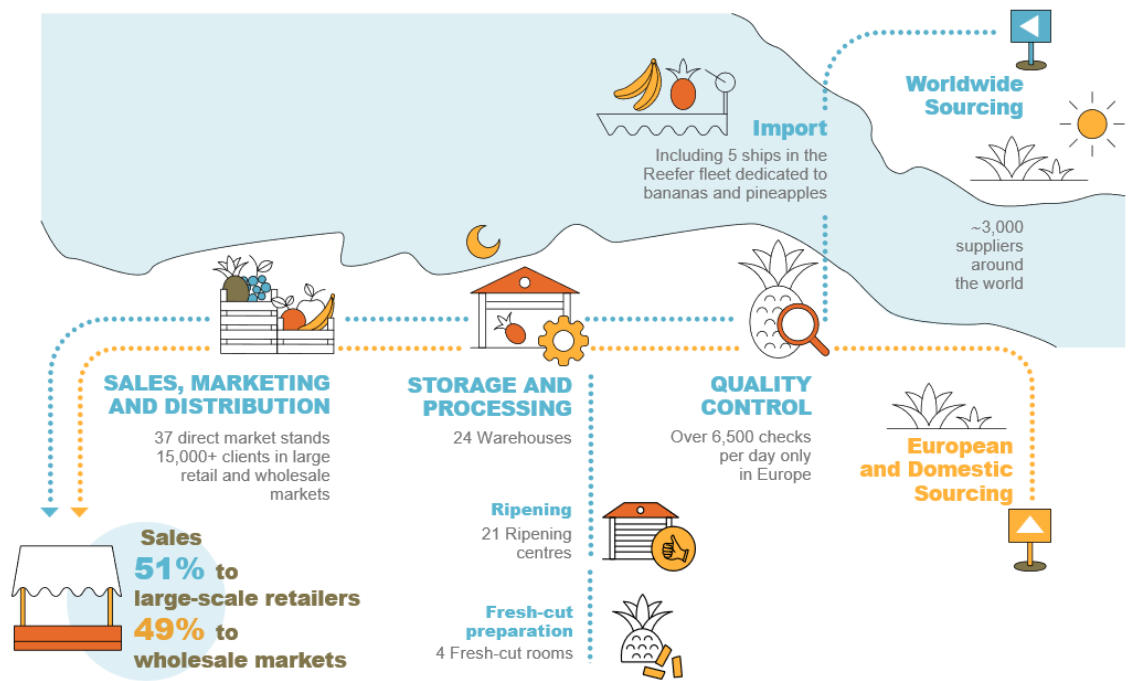 Worldwide
Sourcing
~3,000
suppliers
around
the world
Import
Including 5 ships in the
Reefer fleet dedicated to
bananas and pineapples
European
and Domestic
Sourcing
QUALITY
CONTROL
Over 6,500 checks
per day only
in Europe
STORAGE AND
PROCESSING
24 Warehouses
Ripening
21 Ripening
centres
Fresh-cut
preparation
4 Fresh-cut rooms
SALES, MARKETING
AND DISTRIBUTION
37 direct market stands
15,000+ clients in large
retail and wholesale
markets
Sales
51% to
large-scale retailers
49% to
wholesale markets